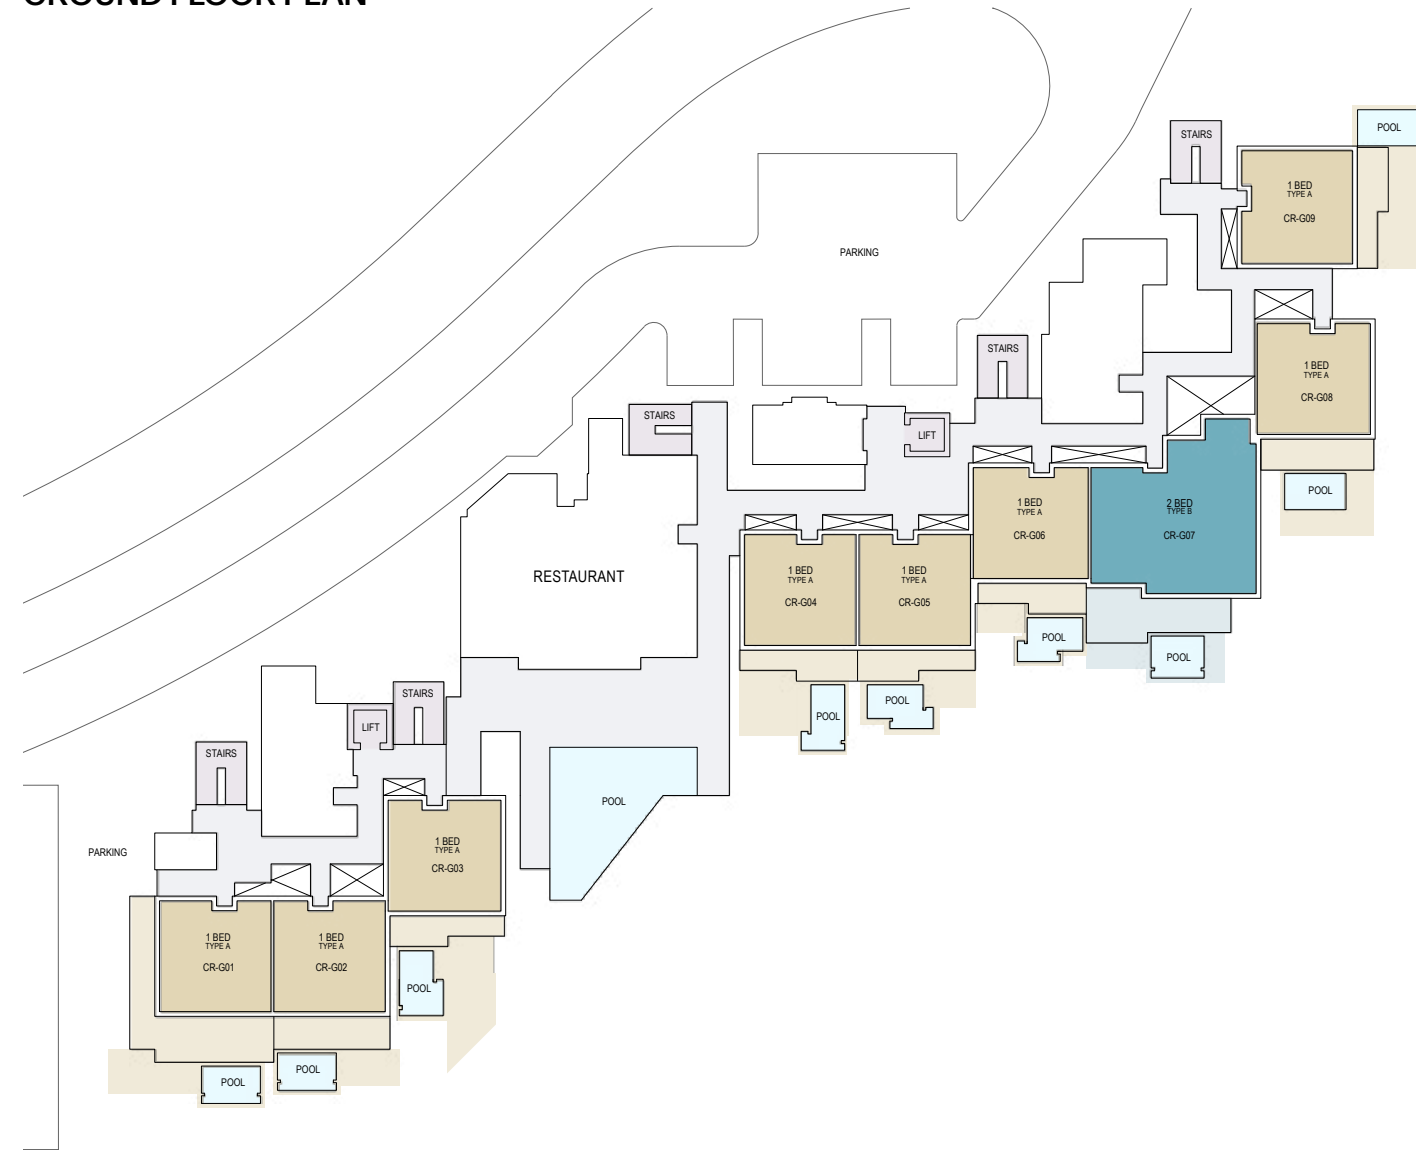 GROUND FLOOR PLAN
POOL
STAIRS
1 BED
TYPE A
CR-G09
PARKING
STAIRS
1 BED
TYPE A
CR-G08
STAIRS
LIFT
POOL
1 BED
TYPE A
CR-G06
2 BED
TYPE B
CR-G07
RESTAURANT
1 BED
TYPE A
CR-G04
1 BED
TYPE A
CR-G05
POOL
POOL
POOL
POOL
STAIRS
LIFT
STAIRS
POOL
PARKING
1 BED
TYPE A
CR-G03
1 BED
TYPE A
CR-G01
1 BED
TYPE A
CR-G02
POOL
POOL
POOL